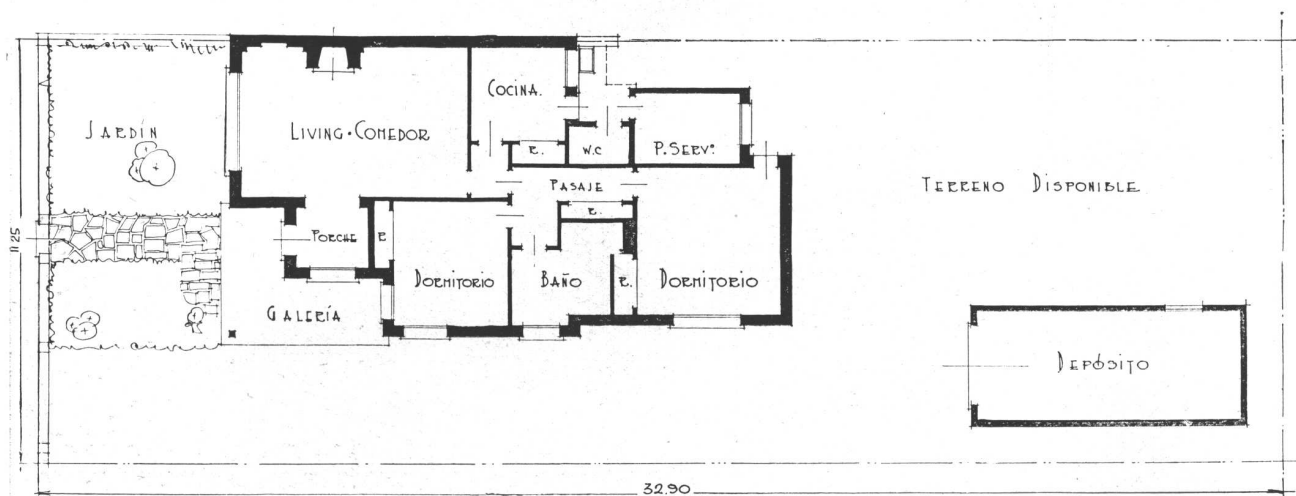 JARDÍN
LIVING·COMEDOR
COCINA.
R.
W.C
P. SERVº.
PASAJE
R.
TERRENO DISPONIBLE
PORCHE
R
DORMITORIO
BAÑO
R.
DORMITORIO
GALERÍA
DEPÓSITO
11.25
32.90